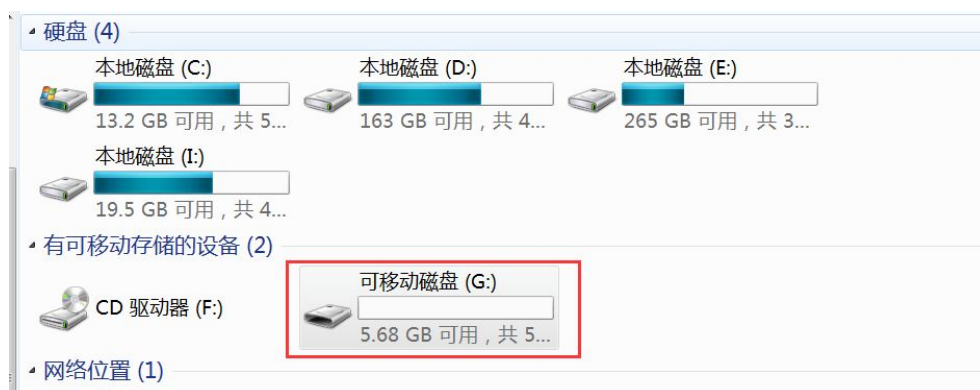 硬盘 (4)
本地磁盘 (C:)
13.2 GB 可用，共 5...
本地磁盘 (D:)
163 GB 可用，共 4...
本地磁盘 (E:)
265 GB 可用，共 3...
本地磁盘 (I:)
19.5 GB 可用，共 4...
有可移动存储的设备 (2)
CD 驱动器 (F:)
可移动磁盘 (G:)
5.68 GB 可用，共 5...
网络位置 (1)